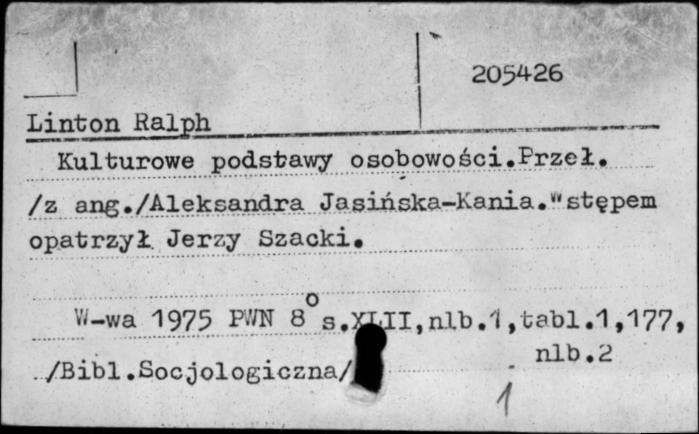 205426
Linton Ralph
Kulturowe podstawy osobowości.Przeł.
/z ang./Aleksandra Jasińska-Kania.Wstępem
opatrzył Jerzy Szacki.
W-wa 1975 PWN 8° s.XLII,nlb.1,tabl.1,177,
nlb.2
/Bibl.Socjologiczna/
1